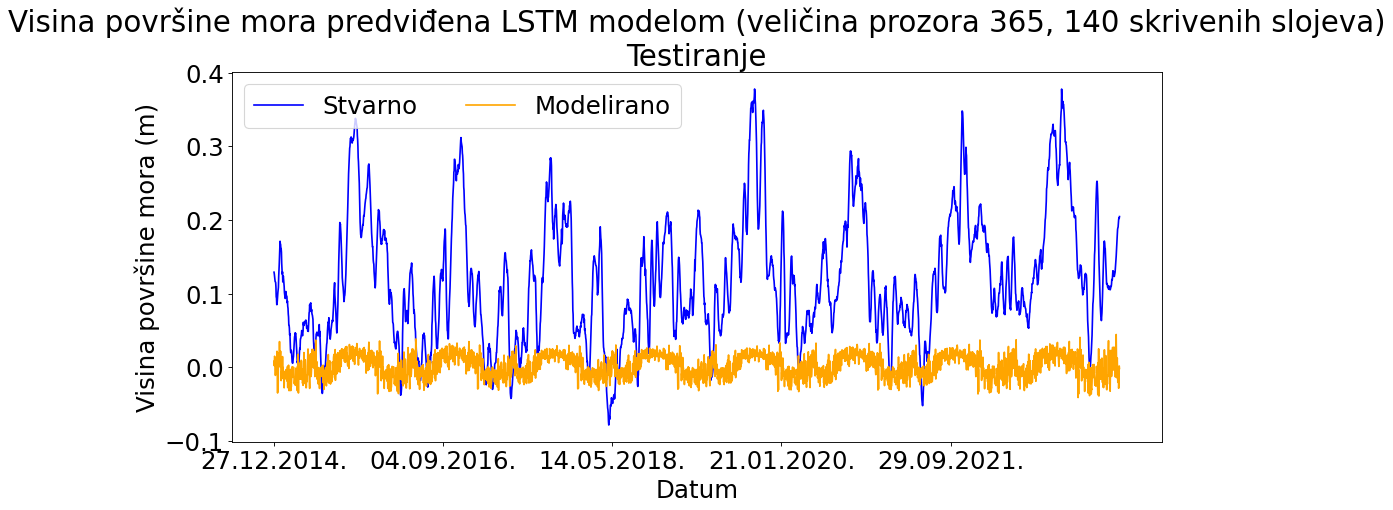 Visina površine mora predviđena LSTM modelom (veličina prozora 365, 140 skrivenih slojeva)
Testiranje
Stvarno
Modelirano
Visina površine mora (m)
0.4
0.3
0.2
0.1
0.0
−0.1
27.12.2014.
04.09.2016.
14.05.2018.
21.01.2020.
29.09.2021.
Datum